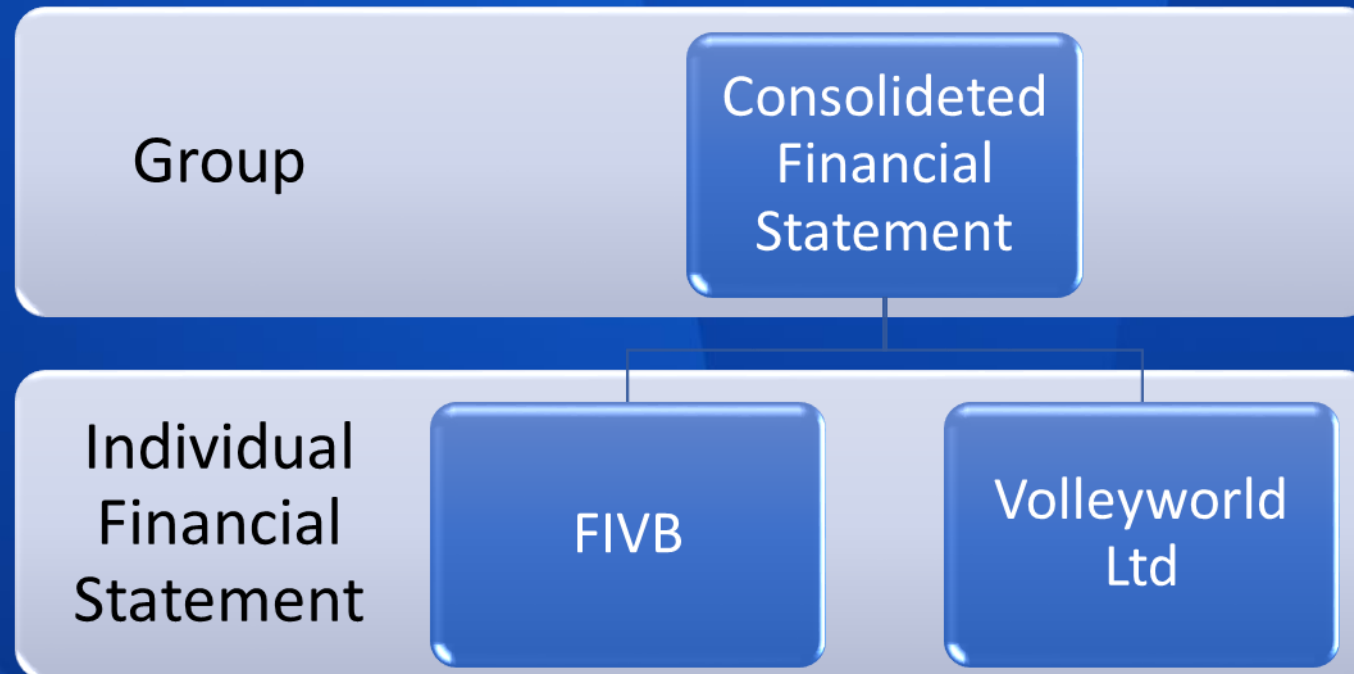 Group
Consolideted
Financial
Statement
Individual
Financial
Statement
FIVB
Volleyworld
Ltd